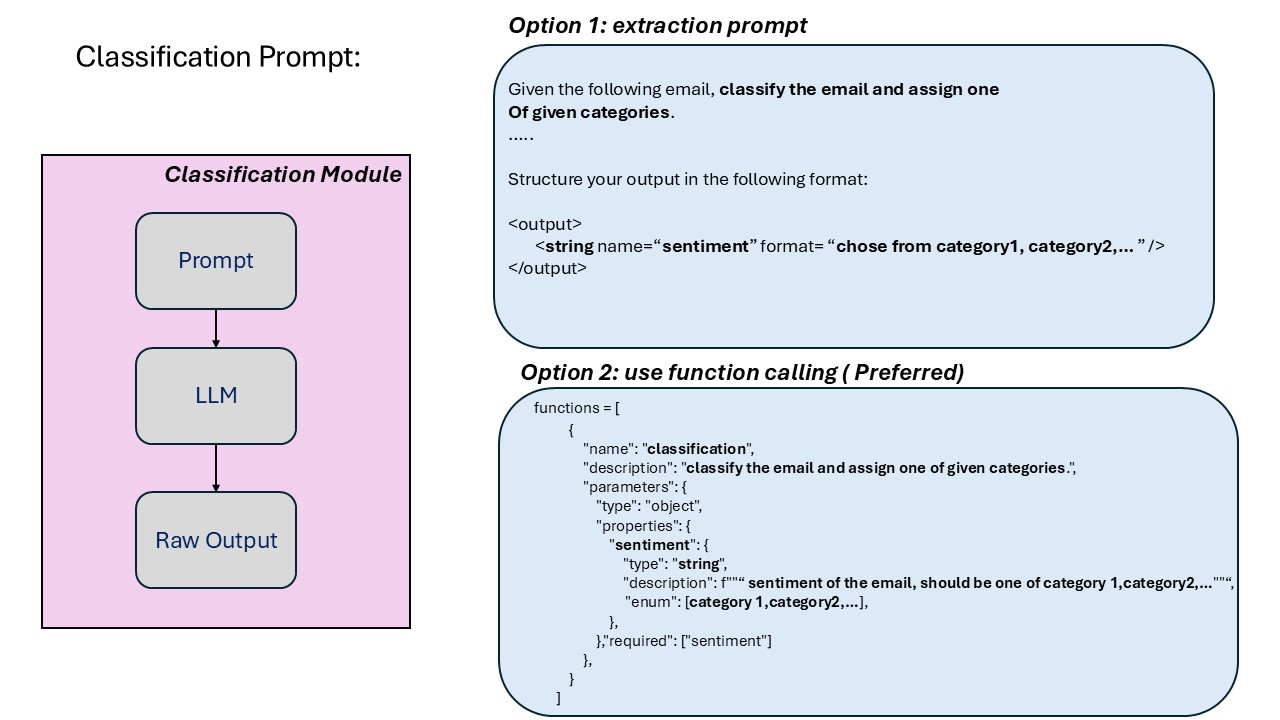 Classification Prompt:
Classification Module
Prompt
LLM
Raw Output
Option 1: extraction prompt
Given the following email, classify the email and assign one
Of given categories.
…..
Structure your output in the following format:
<output>
<string name=“sentiment” format= “chose from category1, category2,… ” />
</output>
Option 2: use function calling ( Preferred)
functions = [
{
"name": "classification",
"description": "classify the email and assign one of given categories.",
"parameters": {
"type": "object",
"properties": {
"sentiment": {
"type": "string",
"description": f""“ sentiment of the email, should be one of category 1,category2,…""“,
"enum": [category 1,category2,…],
},
},"required": ["sentiment"]
},
}
]